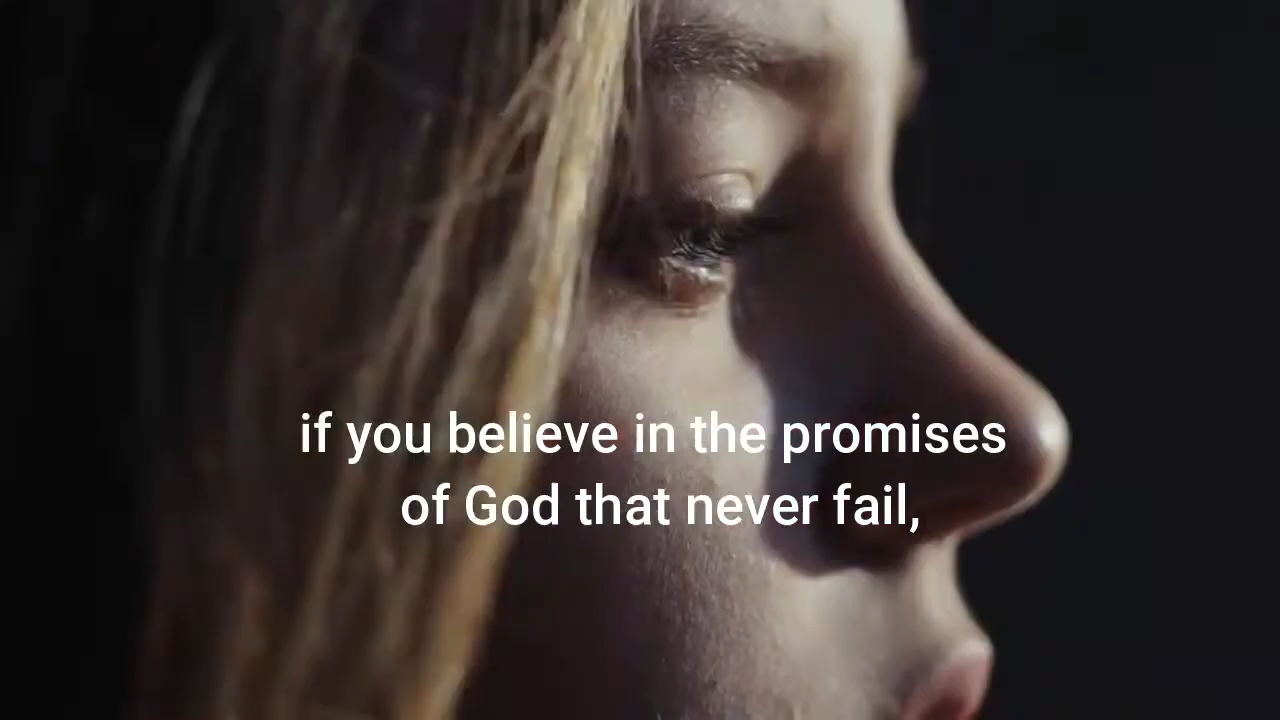 if you believe in the promises
of God that never fail,